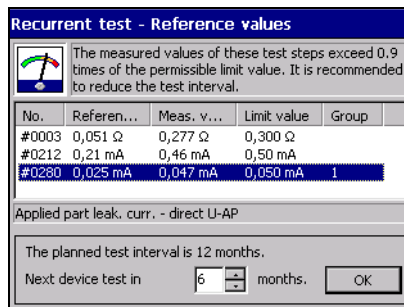 Recurrent test - Reference values
The measured values of these test steps exceed 0.9
times of the permissible limit value. It is recommended
to reduce the test interval.
No. Referen... Meas. v... Limit value Group
#0003 0,051 Ω 0,277 Ω 0,300 Ω
#0212 0,21 mA 0,46 mA 0,50 mA
#0280 0,025 mA 0,047 mA 0,050 mA 1
Applied part leak. curr. - direct U-AP
The planned test interval is 12 months.
Next device test in 6 months. OK